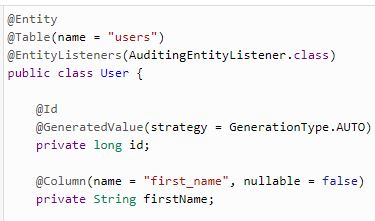 @Entity
@Table(name = "users")
@EntityListeners(AuditingEntityListener.class)
public class User {
@Id
@GeneratedValue(strategy = GenerationType.AUTO)
private long id;
@Column(name = "first_name", nullable = false)
private String firstName;